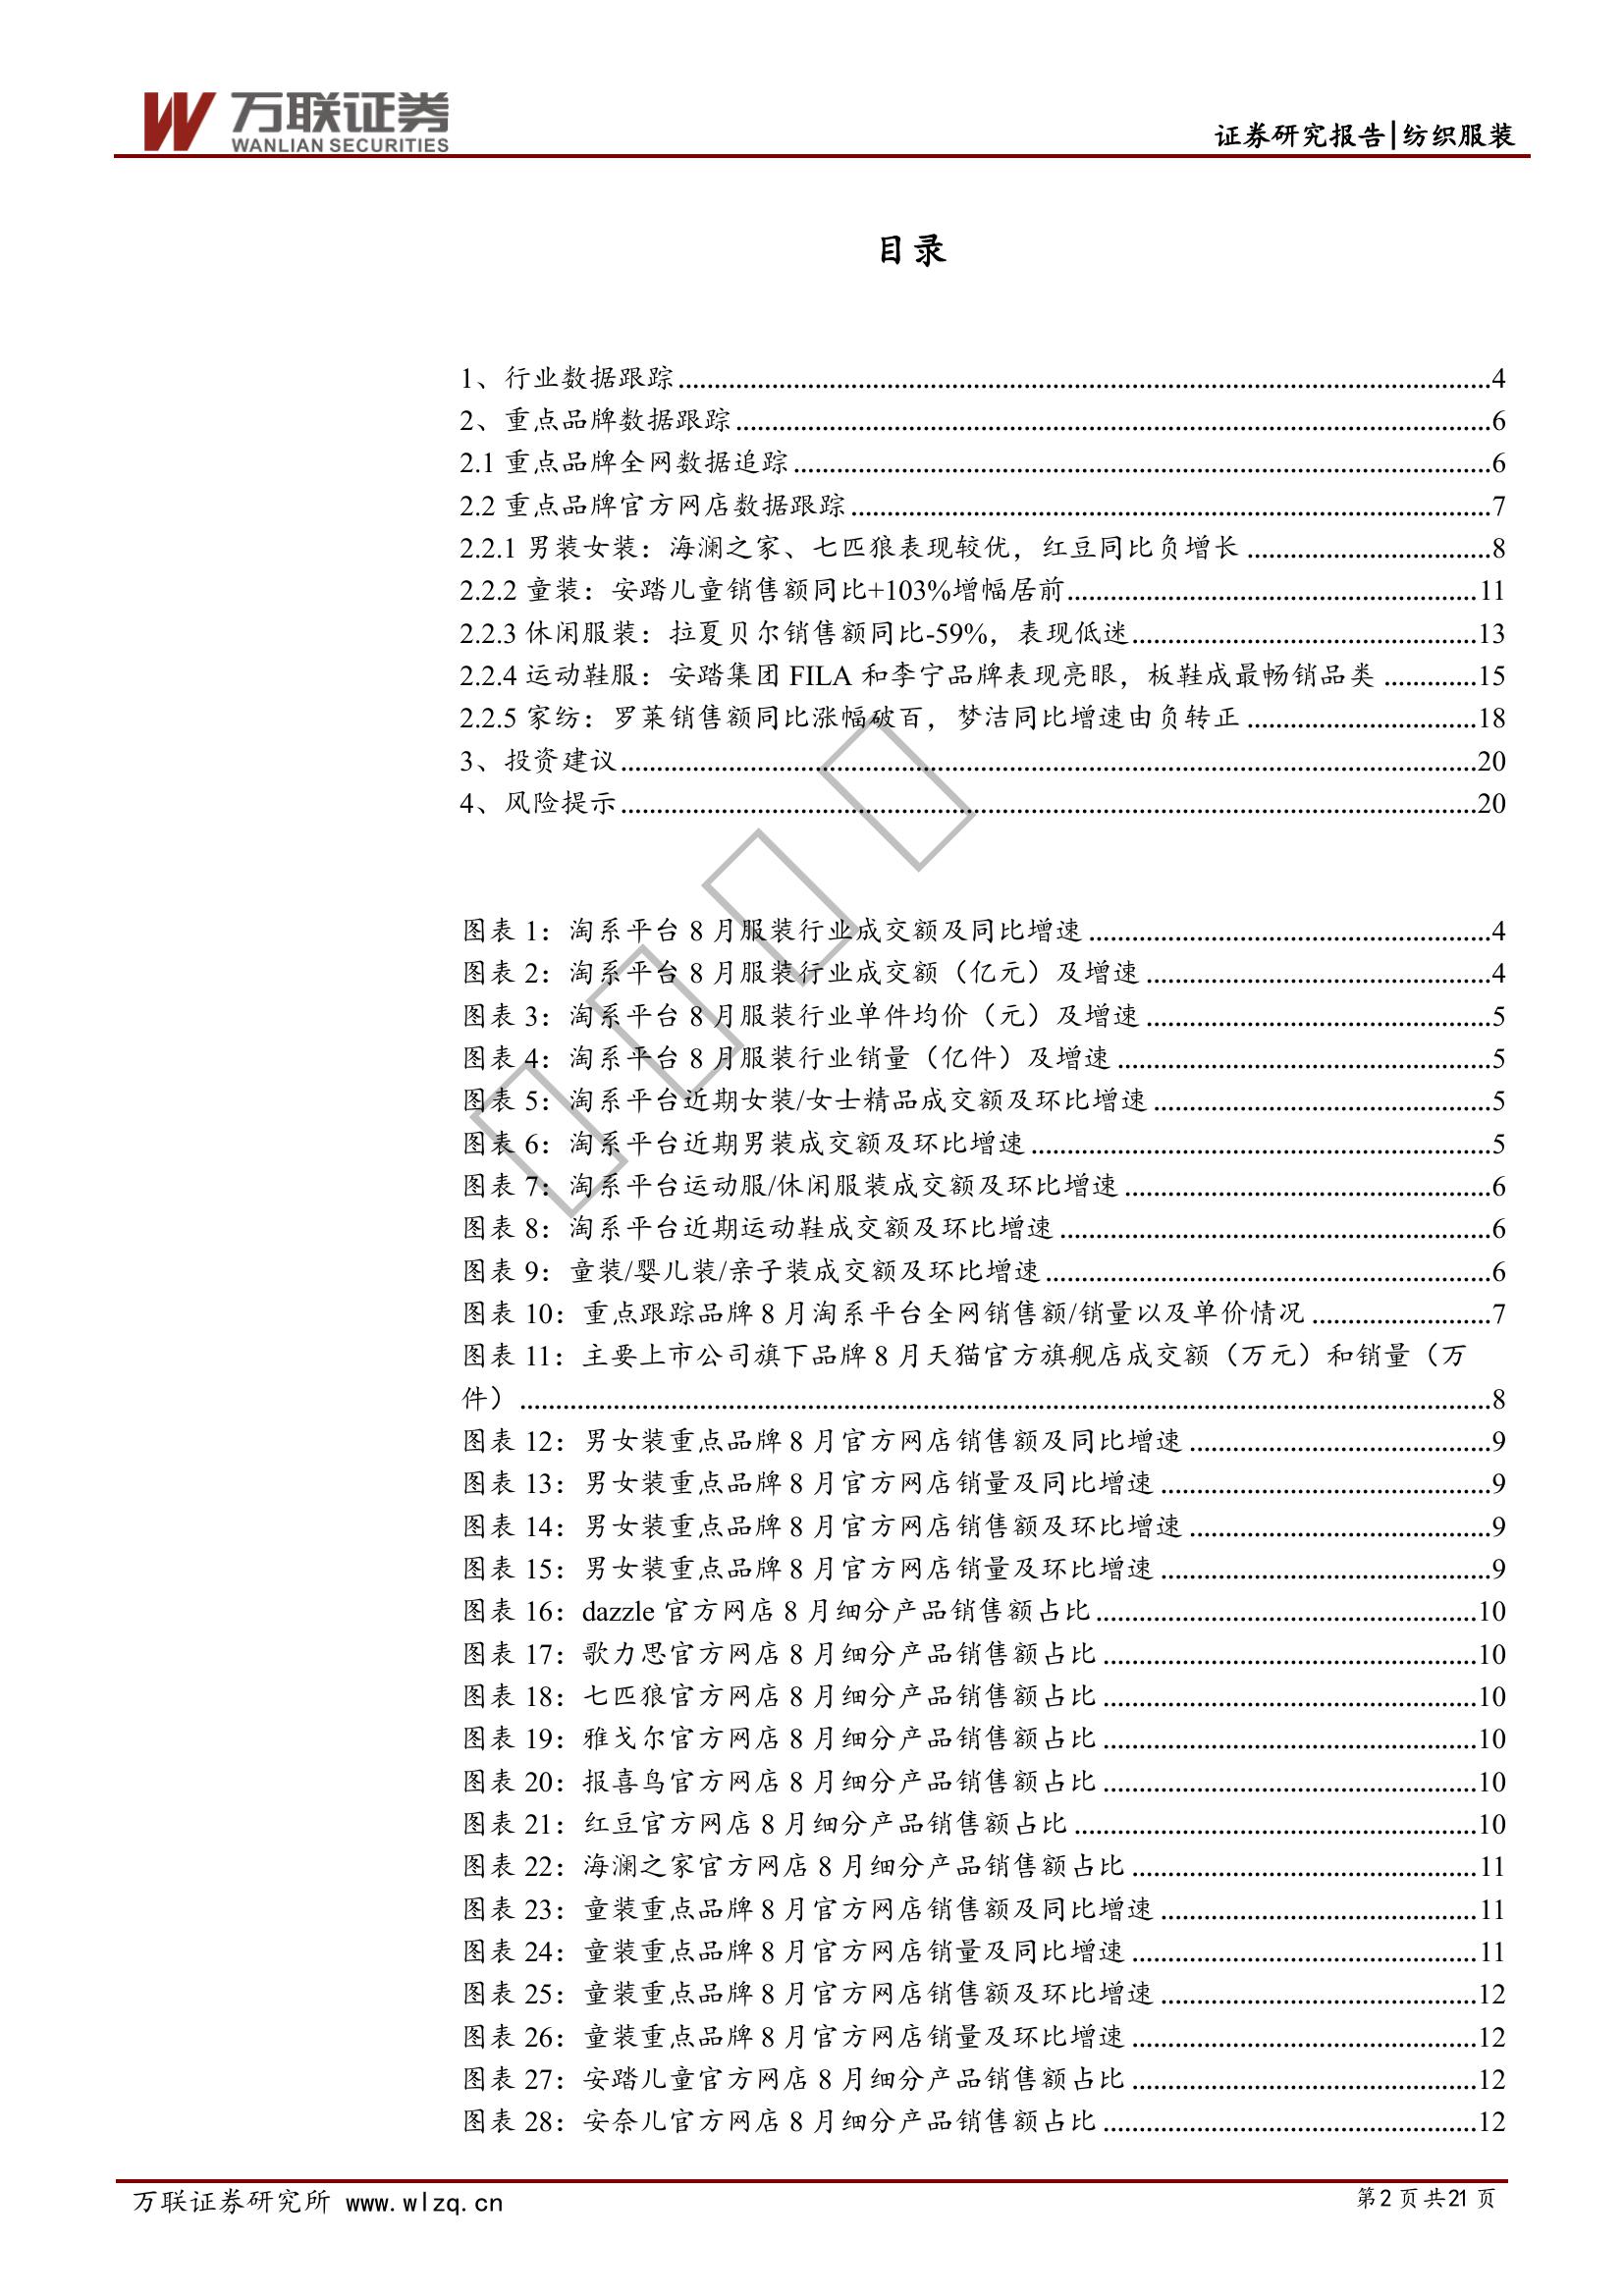 万联证券
WANLIAN SECURITIES
证券研究报告|纺织服装
目录
1、行业数据跟踪........4
2、重点品牌数据跟踪........6
2.1 重点品牌全网数据追踪........6
2.2 重点品牌官方网店数据跟踪........7
2.2.1 男装女装：海澜之家、七匹狼表现较优，红豆同比负增长........8
2.2.2 童装：安踏儿童销售额同比+103%增幅居前........11
2.2.3 休闲服装：拉夏贝尔销售额同比-59%，表现低迷........13
2.2.4 运动鞋服：安踏集团 FILA 和李宁品牌表现亮眼，板鞋成最畅销品类........15
2.2.5 家纺：罗莱销售额同比涨幅破百，梦洁同比增速由负转正........18
3、投资建议........20
4、风险提示........20
图表 1：淘系平台 8 月服装行业成交额及同比增速........4
图表 2：淘系平台 8 月服装行业成交额（亿元）及增速........4
图表 3：淘系平台 8 月服装行业单件均价（元）及增速........5
图表 4：淘系平台 8 月服装行业销量（亿件）及增速........5
图表 5：淘系平台近期女装/女士精品成交额及环比增速........5
图表 6：淘系平台近期男装成交额及环比增速........5
图表 7：淘系平台运动服/休闲服装成交额及环比增速........6
图表 8：淘系平台近期运动鞋成交额及环比增速........6
图表 9：童装/婴儿装/亲子装成交额及环比增速........6
图表 10：重点跟踪品牌 8 月淘系平台全网销售额/销量以及单价情况........7
图表 11：主要上市公司旗下品牌 8 月天猫官方旗舰店成交额（万元）和销量（万
件）........8
图表 12：男女装重点品牌 8 月官方网店销售额及同比增速........9
图表 13：男女装重点品牌 8 月官方网店销量及同比增速........9
图表 14：男女装重点品牌 8 月官方网店销售额及环比增速........9
图表 15：男女装重点品牌 8 月官方网店销量及环比增速........9
图表 16：dazzle 官方网店 8 月细分产品销售额占比........10
图表 17：歌力思官方网店 8 月细分产品销售额占比........10
图表 18：七匹狼官方网店 8 月细分产品销售额占比........10
图表 19：雅戈尔官方网店 8 月细分产品销售额占比........10
图表 20：报喜鸟官方网店 8 月细分产品销售额占比........10
图表 21：红豆官方网店 8 月细分产品销售额占比........10
图表 22：海澜之家官方网店 8 月细分产品销售额占比........11
图表 23：童装重点品牌 8 月官方网店销售额及同比增速........11
图表 24：童装重点品牌 8 月官方网店销量及同比增速........11
图表 25：童装重点品牌 8 月官方网店销售额及环比增速........12
图表 26：童装重点品牌 8 月官方网店销量及环比增速........12
图表 27：安踏儿童官方网店 8 月细分产品销售额占比........12
图表 28：安奈儿官方网店 8 月细分产品销售额占比........12
万联证券研究所 www.wlzq.cn
第 2 页 共 21 页